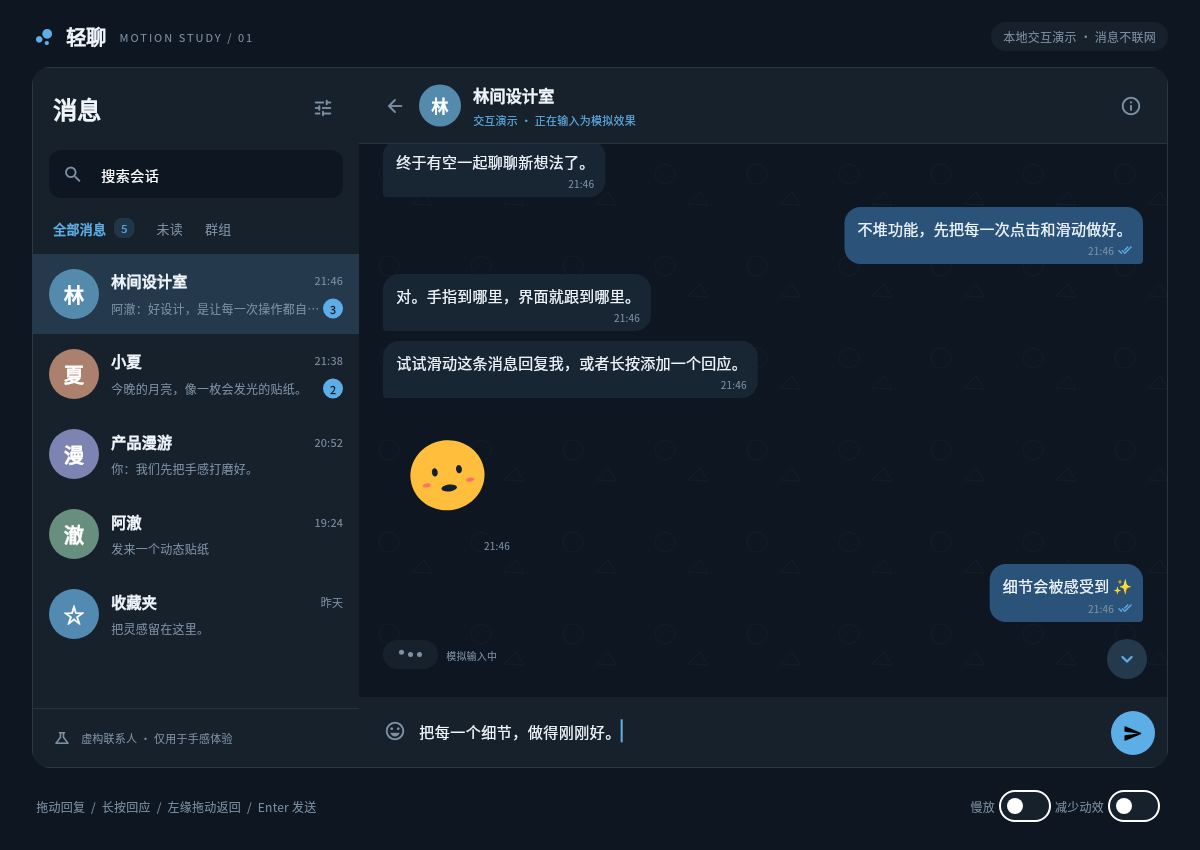 轻聊 MOTION STUDY / 01
本地交互演示 · 消息不联网
消息
搜索会话
全部消息 5 未读 群组
林 林间设计室 21:46
阿澈：好设计，是让每一次操作都自… 3
夏 小夏 21:38
今晚的月亮，像一枚会发光的贴纸。 2
漫 产品漫游 20:52
你：我们先把手感打磨好。
澈 阿澈 19:24
发来一个动态贴纸
收藏夹 昨天
把灵感留在这里。
虚构联系人 · 仅用于手感体验
林 林间设计室
交互演示 · 正在输入为模拟效果
终于有空一起聊聊新想法了。
21:46
不堆功能，先把每一次点击和滑动做好。
21:46
对。手指到哪里，界面就跟到哪里。
21:46
试试滑动这条消息回复我，或者长按添加一个回应。
21:46
21:46
细节会被感受到 ✨
21:46
模拟输入中
把每一个细节，做得刚刚好。
拖动回复 / 长按回应 / 左缘拖动返回 / Enter 发送
慢放 减少动效